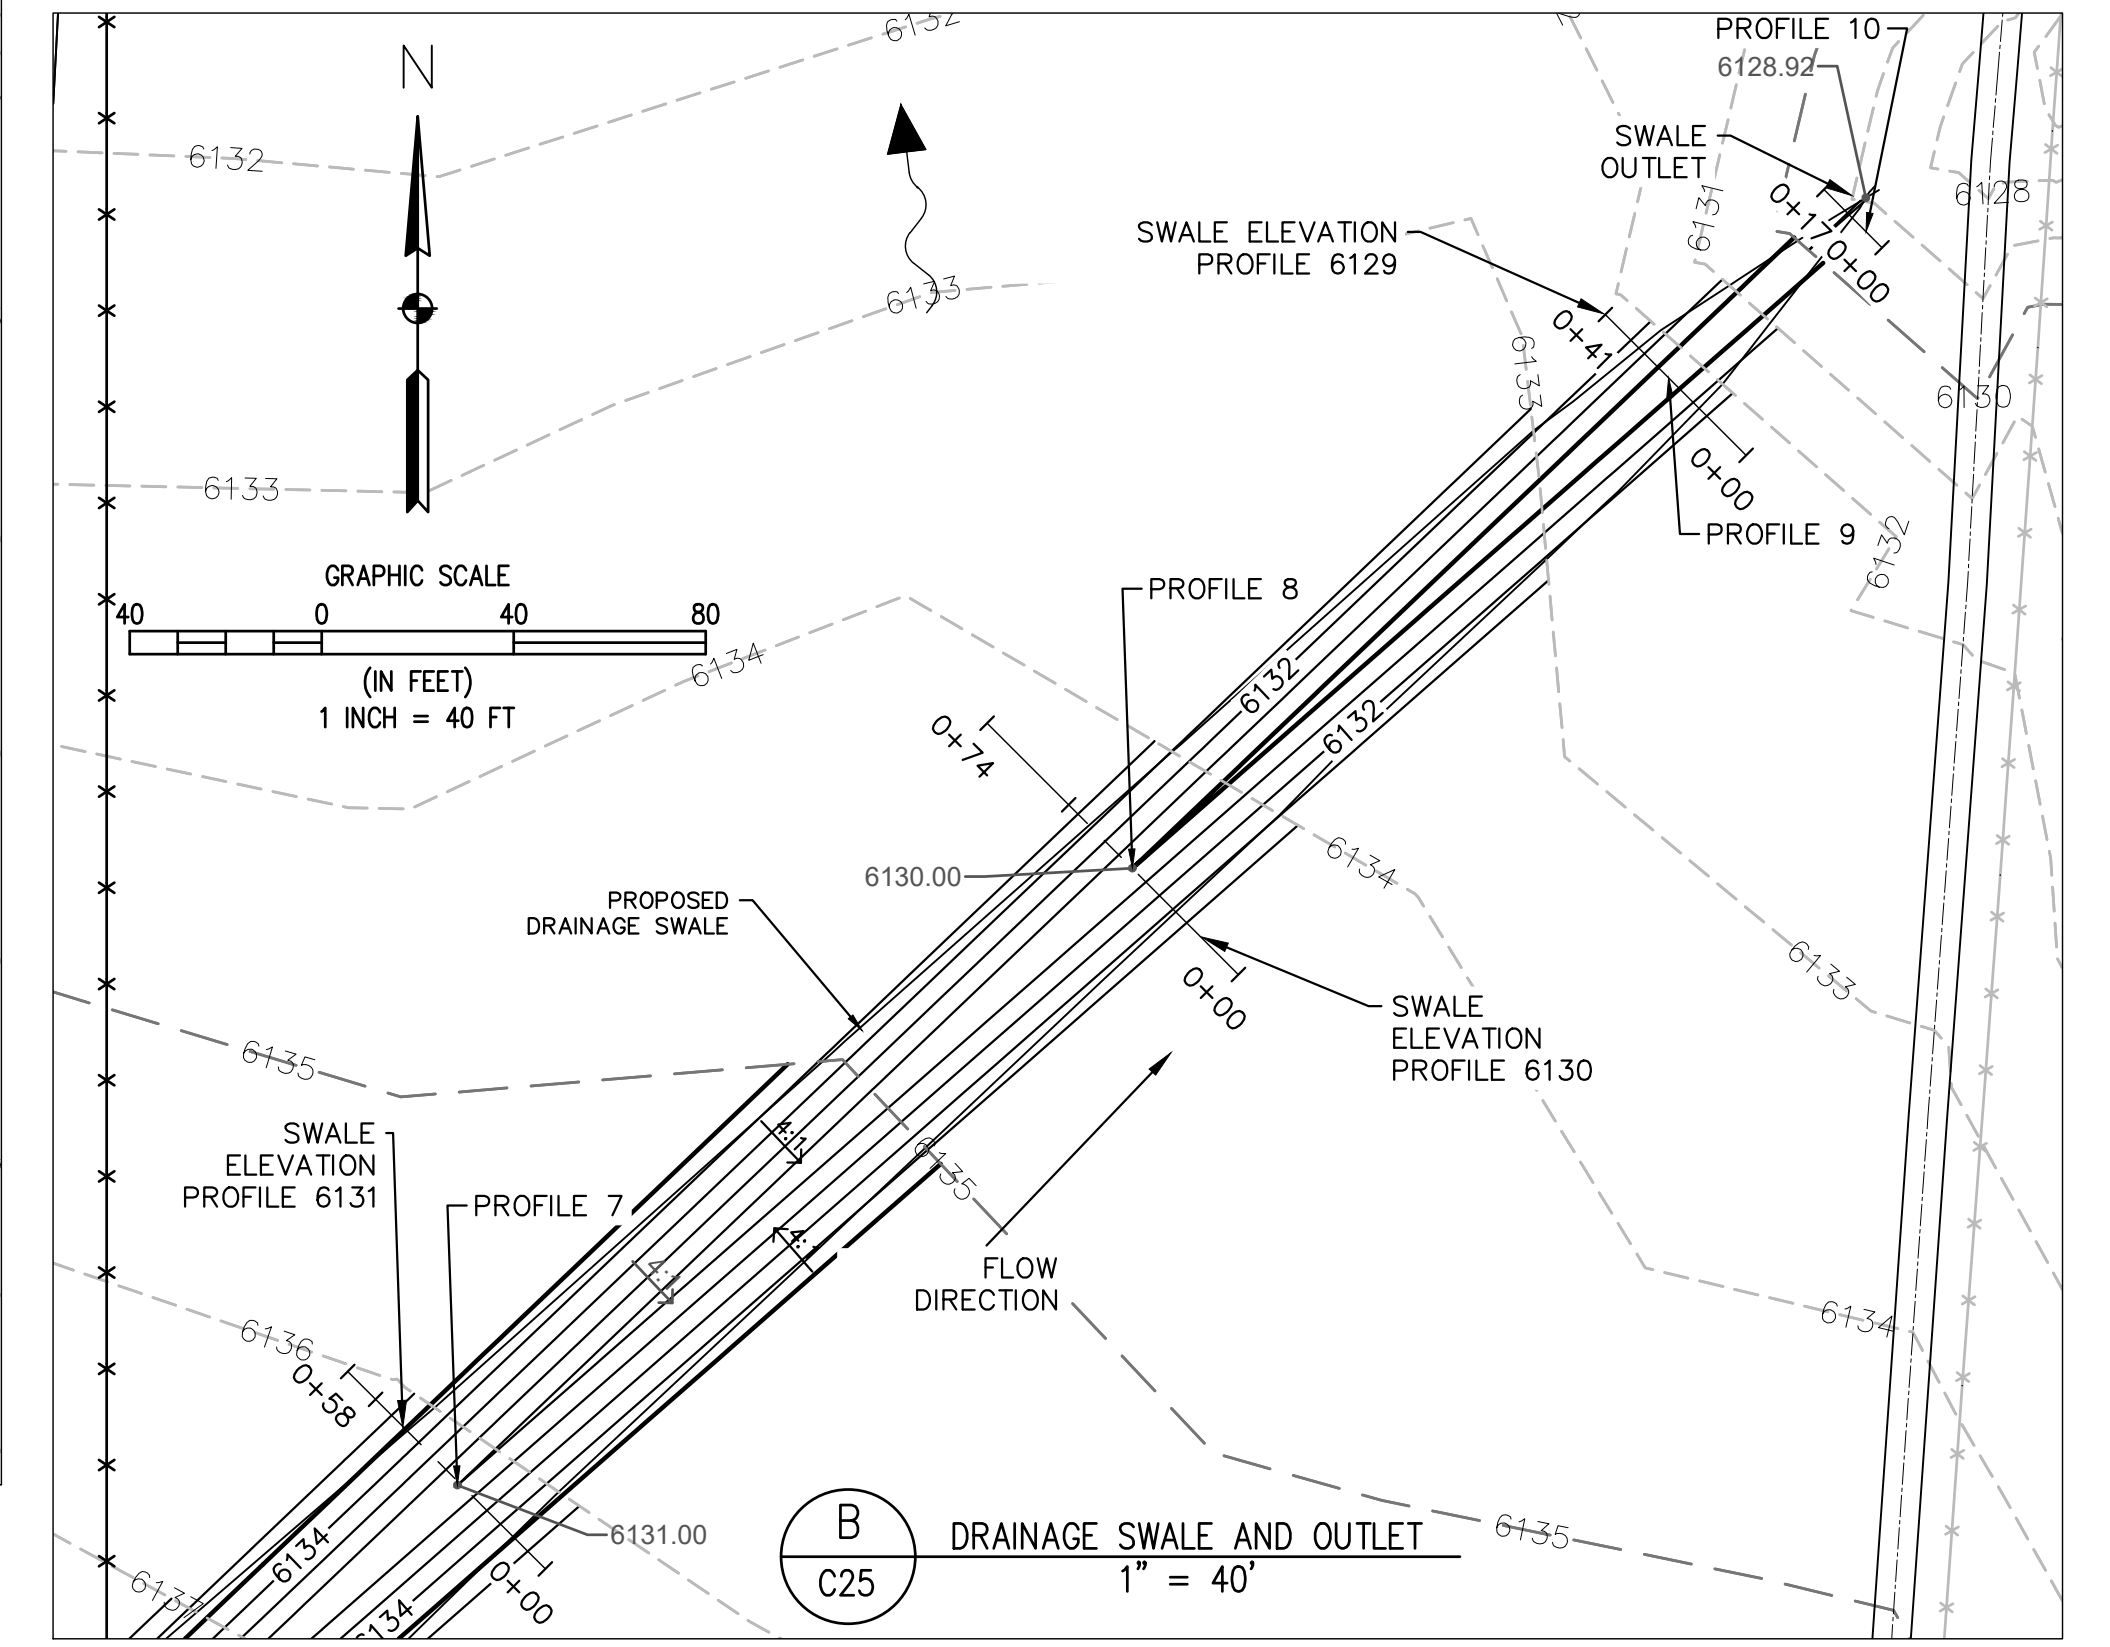 6132
PROFILE 10
6128.92
N
SWALE
OUTLET
6132
6131
0+17
6128
SWALE ELEVATION
PROFILE 6129
0+00
6133
0+41
6133
6130
0+00
6133
PROFILE 9
6132
GRAPHIC SCALE
40 0 40 80
(IN FEET)
1 INCH = 40 FT
PROFILE 8
6134
6132
6132
0+74
6134
6130.00
PROPOSED
DRAINAGE SWALE
0+00
6133
SWALE
ELEVATION
PROFILE 6130
6135
4:1
SWALE
ELEVATION
PROFILE 6131
6135
PROFILE 7
4:1
FLOW
DIRECTION
6134
6136
0+58
6131.00
B
C25
DRAINAGE SWALE AND OUTLET
1" = 40'
6135
6134
0+00
6137
6134